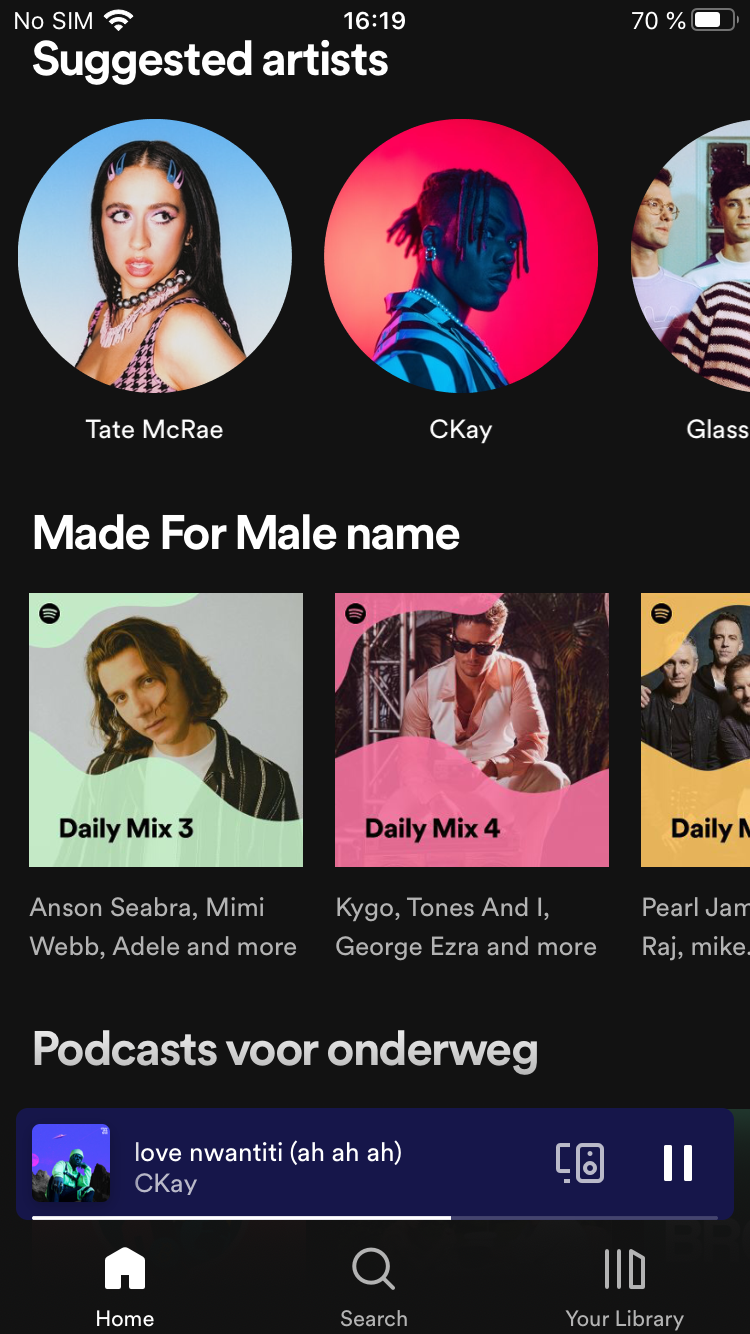 No SIM 16:19 70 %
Suggested artists
Tate McRae CKay Glass
Made For Male name
Daily Mix 3 Daily Mix 4 Daily M
Anson Seabra, Mimi Kygo, Tones And I, Pearl Jam
Webb, Adele and more George Ezra and more Raj, mike.
Podcasts voor onderweg
love nwantiti (ah ah ah)
CKay
Home Search Your Library